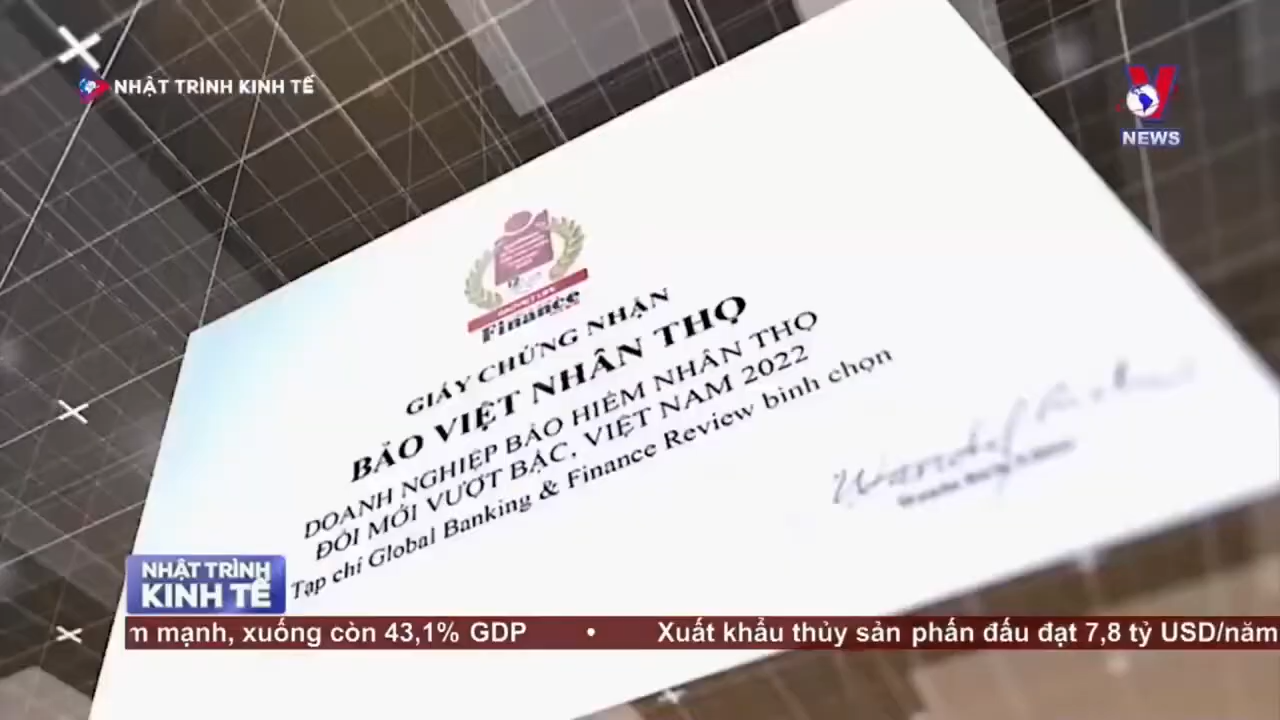 NHẬT TRÌNH KINH TẾ
NEWS
Finance
GIẤY CHỨNG NHẬN
BẢO VIỆT NHÂN THỌ
DOANH NGHIỆP BẢO HIỂM NHÂN THỌ
ĐỔI MỚI VƯỢT BẬC, VIỆT NAM 2022
Tạp chí Global Banking & Finance Review bình chọn
NHẬT TRÌNH
KINH TẾ
m mạnh, xuống còn 43,1% GDP • Xuất khẩu thủy sản phấn đấu đạt 7,8 tỷ USD/năm